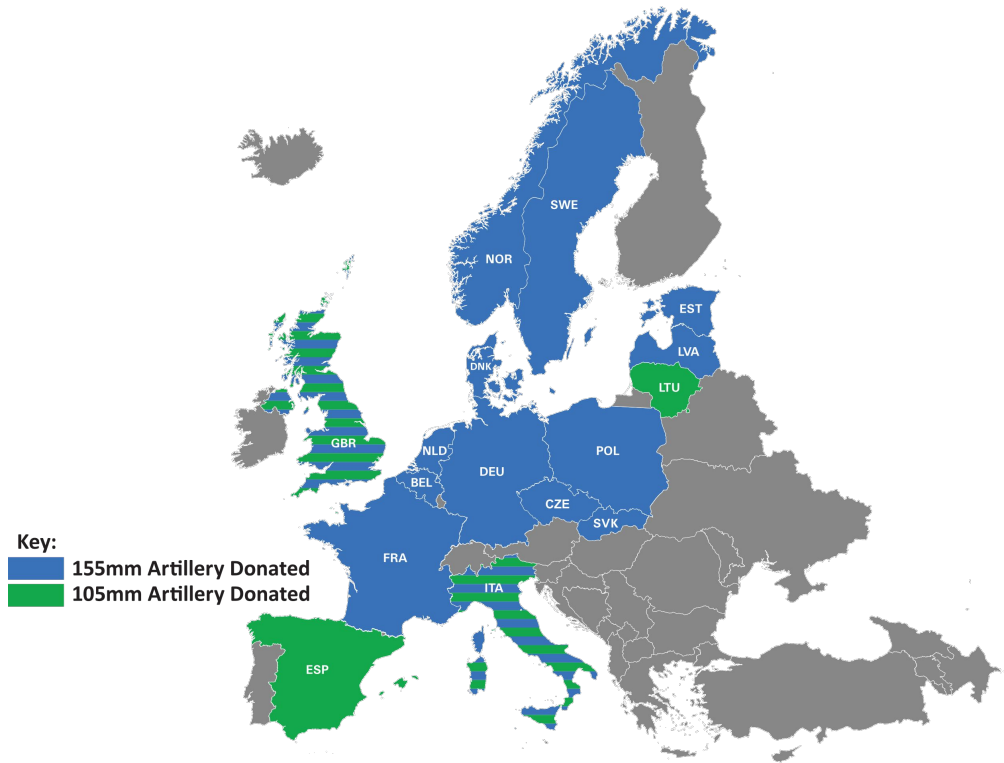 SWE
NOR
EST
LVA
DNK
LTU
GBR
NLD
POL
DEU
BEL
CZE
SVK
FRA
ITA
ESP
Key:
155mm Artillery Donated
105mm Artillery Donated